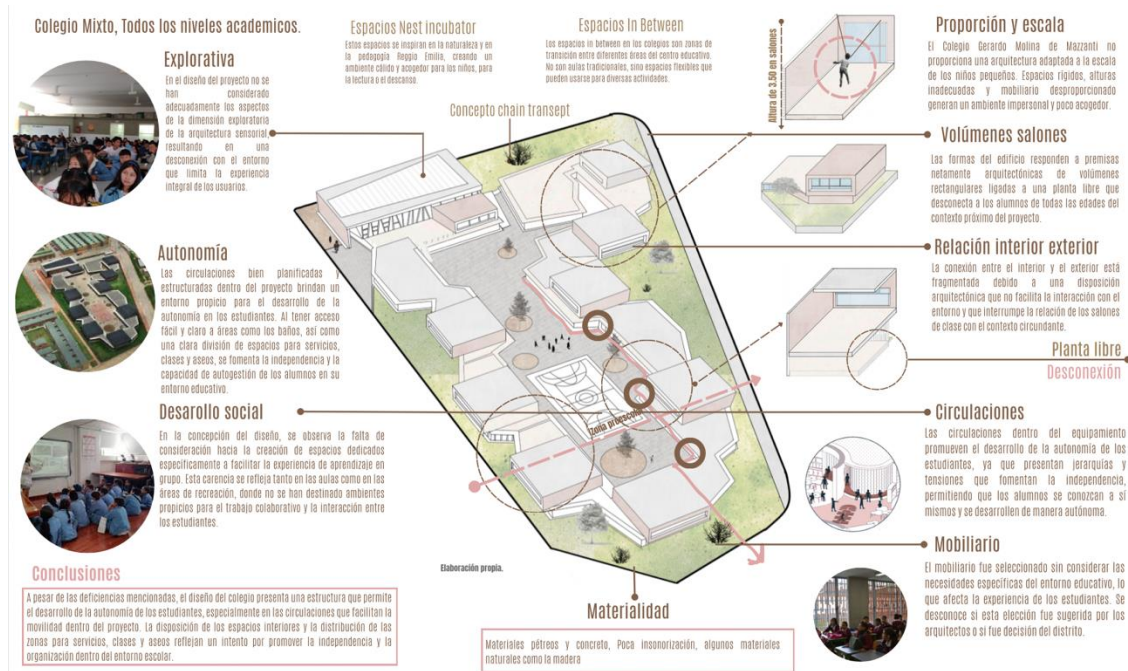 Colegio Mixto, Todos los niveles academicos.
Explorativa
En el diseño del proyecto no se
han considerado
adecuadamente los aspectos
de la dimensión exploratoria
de la arquitectura sensorial,
resultando en una
desconexión con el entorno
que limita la experiencia
integral de los usuarios.
Autonomía
Las circulaciones bien planificadas y
estructuradas dentro del proyecto brindan un
entorno propicio para el desarrollo de la
autonomía en los estudiantes. Al tener acceso
fácil y claro a áreas como los baños, así como
una clara división de espacios para servicios,
clases y aseos, se fomenta la independencia y la
capacidad de autogestión de los alumnos en su
entorno educativo.
Desarollo social
En la concepción del diseño, se observa la falta de
consideración hacia la creación de espacios dedicados
específicamente a facilitar la experiencia de aprendizaje en
grupo. Esta carencia se refleja tanto en las aulas como en las
áreas de recreación, donde no se han destinado ambientes
propicios para el trabajo colaborativo y la interacción entre
los estudiantes.
Conclusiones
A pesar de las deficiencias mencionadas, el diseño del colegio presenta una estructura que permite
el desarrollo de la autonomía de los estudiantes, especialmente en las circulaciones que facilitan la
movilidad dentro del proyecto. La disposición de los espacios interiores y la distribución de las
zonas para servicios, clases y aseos reflejan un intento por promover la independencia y la
organización dentro del entorno escolar.
Espacios Nest incubator
Estos espacios se inspiran en la naturaleza y en
la pedagogía Reggio Emilia, creando un
ambiente cálido y acogedor para los niños, para
la lectura o el descanso.
Espacios In Between
Los espacios in between en los colegios son zonas de
transición entre diferentes áreas del centro educativo.
No son aulas tradicionales, sino espacios flexibles que
pueden usarse para diversas actividades.
Concepto chain transept
Zona preescolar
Elaboración propia.
Materialidad
Materiales pétreos y concreto, Poca insonorización, algunos materiales
naturales como la madera
Altura de 3.50 en salones
Proporción y escala
El Colegio Gerardo Molina de Mazzanti no
proporciona una arquitectura adaptada a la escala
de los niños pequeños. Espacios rígidos, alturas
inadecuadas y mobiliario desproporcionado
generan un ambiente impersonal y poco acogedor.
Volúmenes salones
Las formas del edificio responden a premisas
netamente arquitectónicas de volúmenes
rectangulares ligadas a una planta libre que
desconecta a los alumnos de todas las edades del
contexto próximo del proyecto.
Relación interior exterior
La conexión entre el interior y el exterior está
fragmentada debido a una disposición
arquitectónica que no facilita la interacción con el
entorno y que interrumpe la relación de los salones
de clase con el contexto circundante.
Planta libre
Desconexión
Circulaciones
Las circulaciones dentro del equipamiento
promueven el desarrollo de la autonomía de los
estudiantes, ya que presentan jerarquías y
tensiones que fomentan la independencia,
permitiendo que los alumnos se conozcan a sí
mismos y se desarrollen de manera autónoma.
Mobiliario
El mobiliario fue seleccionado sin considerar las
necesidades específicas del entorno educativo, lo
que afecta la experiencia de los estudiantes. Se
desconoce si esta elección fue sugerida por los
arquitectos o si fue decisión del distrito.